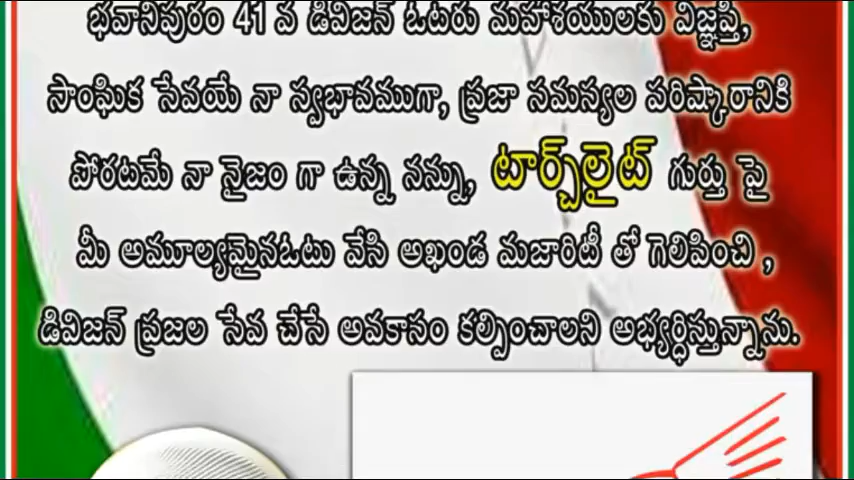 భవానిపురం 41 వ డివిజన్ ఓటరు మహాశయులకు విజ్ఞప్తి,
సాంఘిక సేవయే నా స్వభావముగా, ప్రజా సమస్యల పరిష్కారానికి
పోరటమే నా నైజం గా ఉన్న నన్ను, టార్చ్‌లైట్ గుర్తు పై
మీ అమూల్యమైనఓటు వేసి అఖండ మజారిటీ తో గెలిపించి ,
డివిజన్ ప్రజల సేవ చేసే అవకాసం కల్పించాలని అభ్యర్ధిస్తున్నాను.